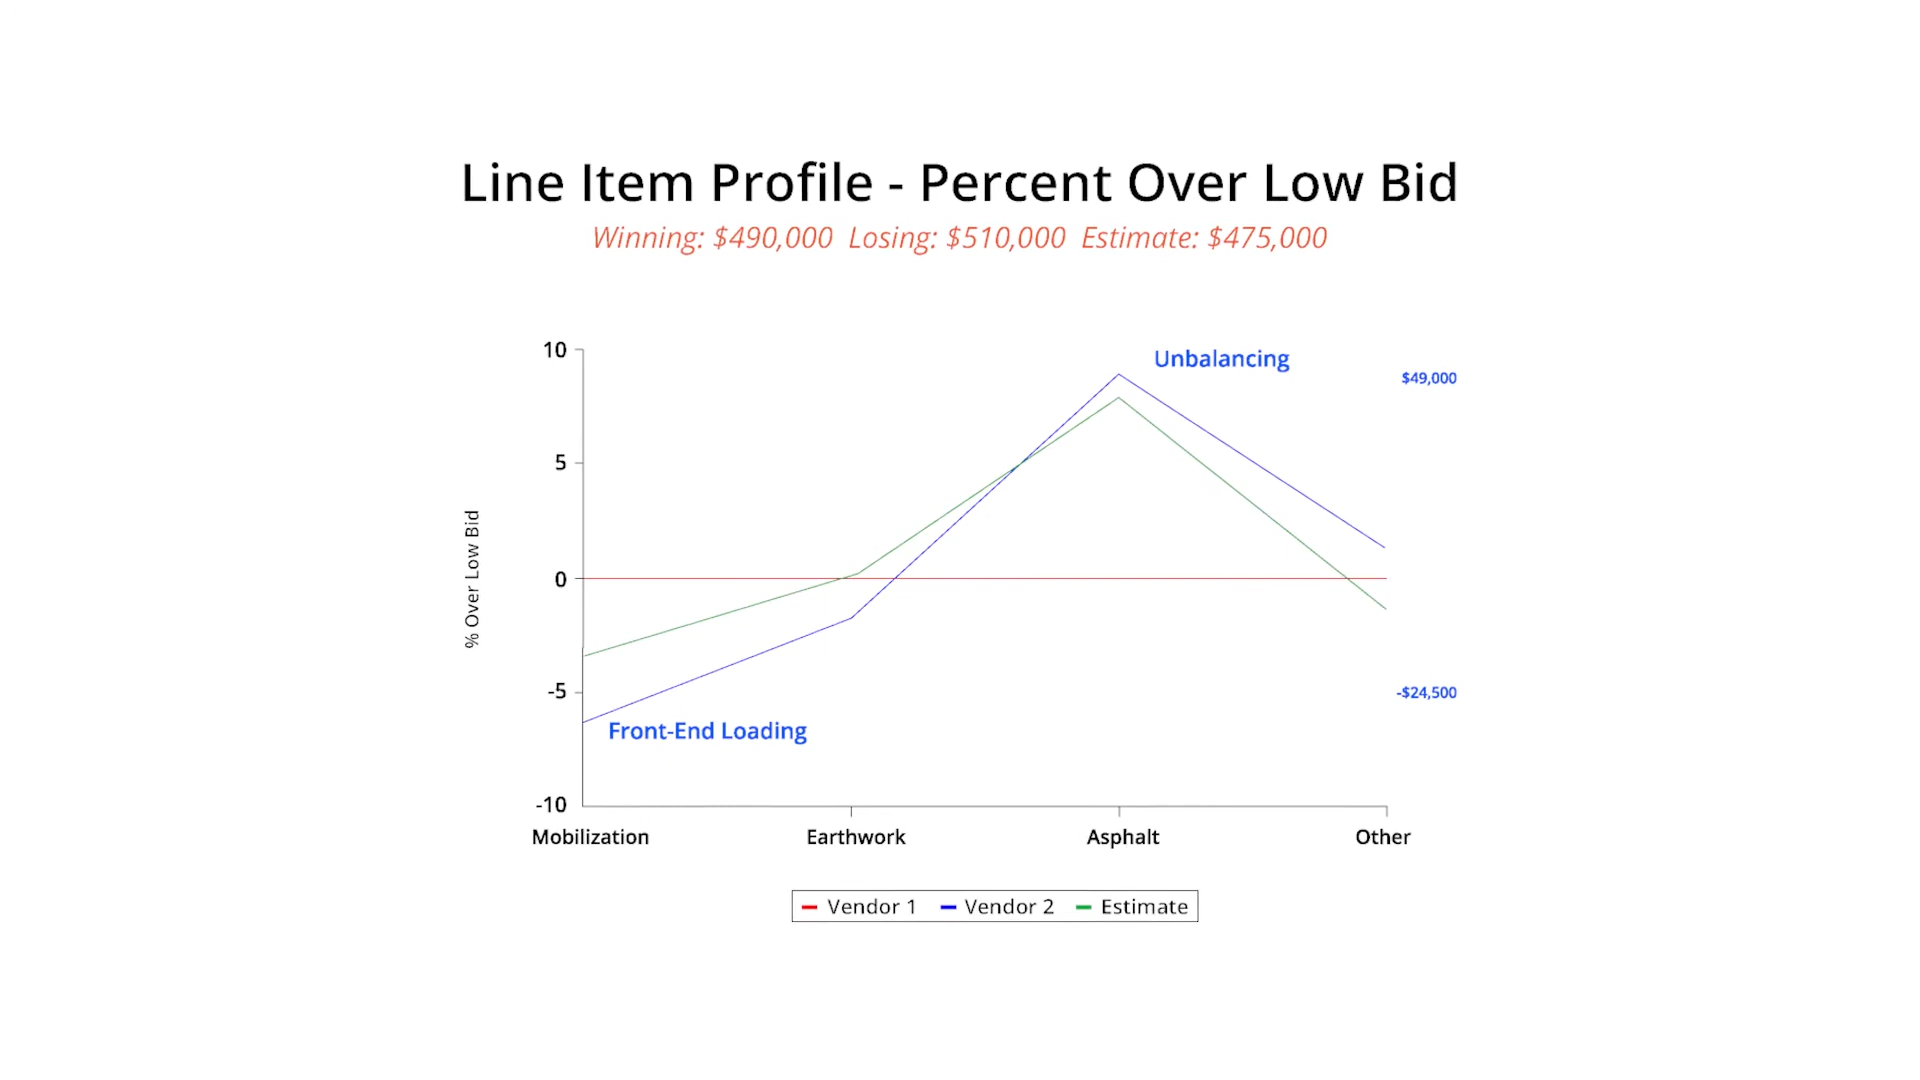 Line Item Profile - Percent Over Low Bid
Winning: $490,000 Losing: $510,000 Estimate: $475,000
10
Unbalancing
$49,000
5
% Over Low Bid
0
-5
-$24,500
Front-End Loading
-10
Mobilization Earthwork Asphalt Other
Vendor 1 Vendor 2 Estimate